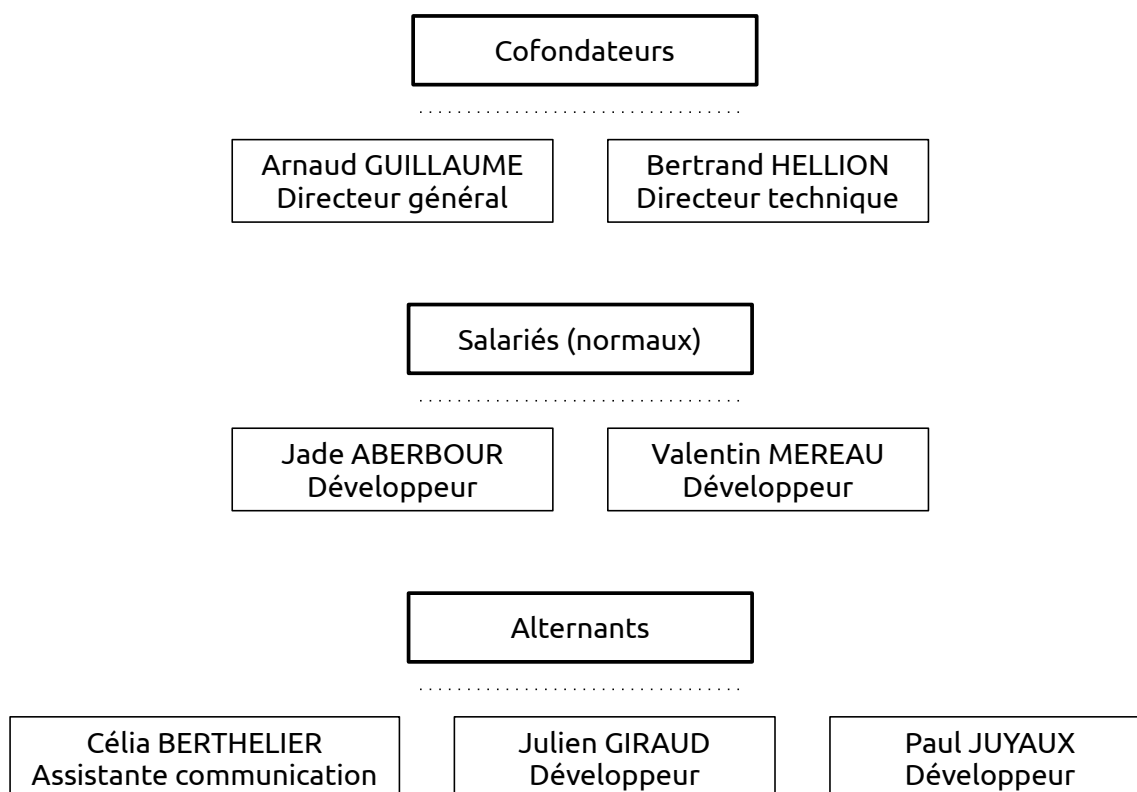 Cofondateurs
Arnaud GUILLAUME
Directeur général
Bertrand HELLION
Directeur technique
Salariés (normaux)
Jade ABERBOUR
Développeur
Valentin MEREAU
Développeur
Alternants
Célia BERTHELIER
Assistante communication
Julien GIRAUD
Développeur
Paul JUYAUX
Développeur